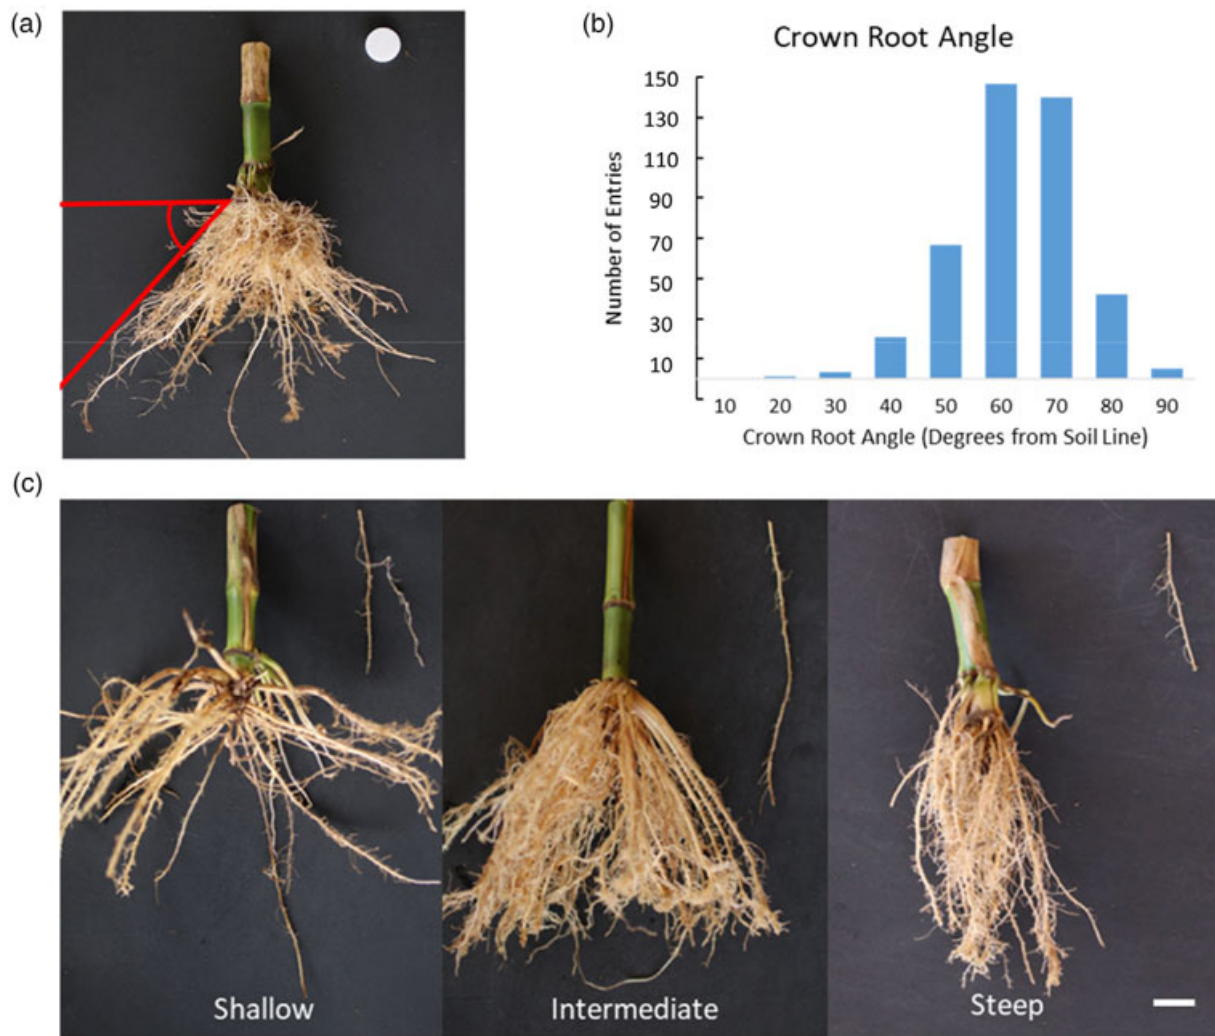 (a)
(b)
Crown Root Angle
Number of Entries
150
130
110
90
70
50
30
10
10 20 30 40 50 60 70 80 90
Crown Root Angle (Degrees from Soil Line)
(c)
Shallow
Intermediate
Steep